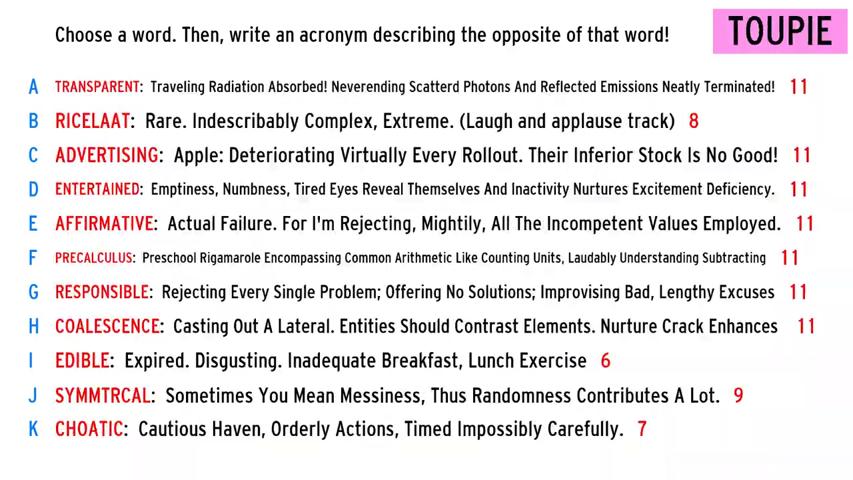 Choose a word. Then, write an acronym describing the opposite of that word!
TOUPIE
A TRANSPARENT: Traveling Radiation Absorbed! Neverending Scatterd Photons And Reflected Emissions Neatly Terminated! 11
B RICELAAT: Rare. Indescribably Complex, Extreme. (Laugh and applause track) 8
C ADVERTISING: Apple: Deteriorating Virtually Every Rollout. Their Inferior Stock Is No Good! 11
D ENTERTAINED: Emptiness, Numbness, Tired Eyes Reveal Themselves And Inactivity Nurtures Excitement Deficiency. 11
E AFFIRMATIVE: Actual Failure. For I'm Rejecting, Mightily, All The Incompetent Values Employed. 11
F PRECALCULUS: Preschool Rigamarole Encompassing Common Arithmetic Like Counting Units, Laudably Understanding Subtracting 11
G RESPONSIBLE: Rejecting Every Single Problem; Offering No Solutions; Improvising Bad, Lengthy Excuses 11
H COALESCENCE: Casting Out A Lateral. Entities Should Contrast Elements. Nurture Crack Enhances 11
I EDIBLE: Expired. Disgusting. Inadequate Breakfast, Lunch Exercise 6
J SYMMTRCAL: Sometimes You Mean Messiness, Thus Randomness Contributes A Lot. 9
K CHOATIC: Cautious Haven, Orderly Actions, Timed Impossibly Carefully. 7